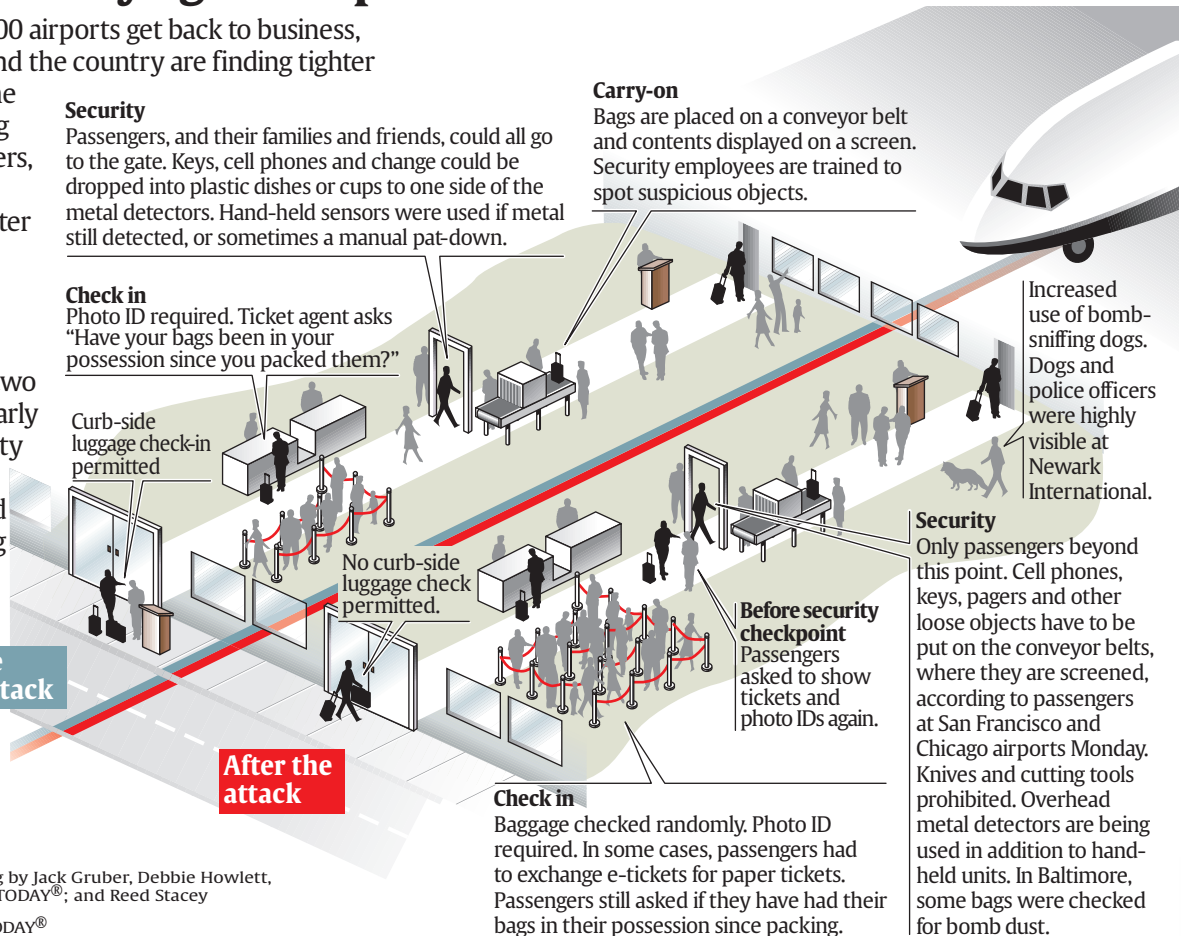 00 airports get back to business,
nd the country are finding tighter
Security
Passengers, and their families and friends, could all go
to the gate. Keys, cell phones and change could be
dropped into plastic dishes or cups to one side of the
metal detectors. Hand-held sensors were used if metal
still detected, or sometimes a manual pat-down.
Carry-on
Bags are placed on a conveyor belt
and contents displayed on a screen.
Security employees are trained to
spot suspicious objects.
Check in
Photo ID required. Ticket agent asks
“Have your bags been in your
possession since you packed them?”
Curb-side
luggage check-in
permitted
No curb-side
luggage check
permitted.
Increased
use of bomb-
sniffing dogs.
Dogs and
police officers
were highly
visible at
Newark
International.
Before security
checkpoint
Passengers
asked to show
tickets and
photo IDs again.
Security
Only passengers beyond
this point. Cell phones,
keys, pagers and other
loose objects have to be
put on the conveyor belts,
where they are screened,
according to passengers
at San Francisco and
Chicago airports Monday.
Knives and cutting tools
prohibited. Overhead
metal detectors are being
used in addition to hand-
held units. In Baltimore,
some bags were checked
for bomb dust.
tack
After the
attack
Check in
Baggage checked randomly. Photo ID
required. In some cases, passengers had
to exchange e-tickets for paper tickets.
Passengers still asked if they have had their
bags in their possession since packing.
g by Jack Gruber, Debbie Howlett,
TODAY®; and Reed Stacey
ODAY®